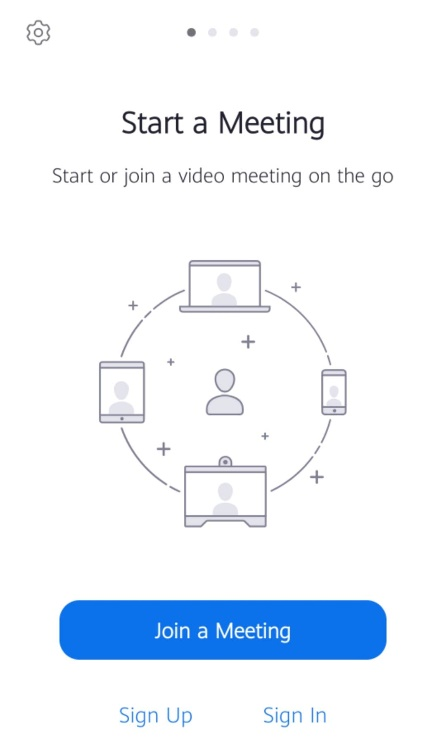 Start a Meeting
Start or join a video meeting on the go
Join a Meeting
Sign Up
Sign In